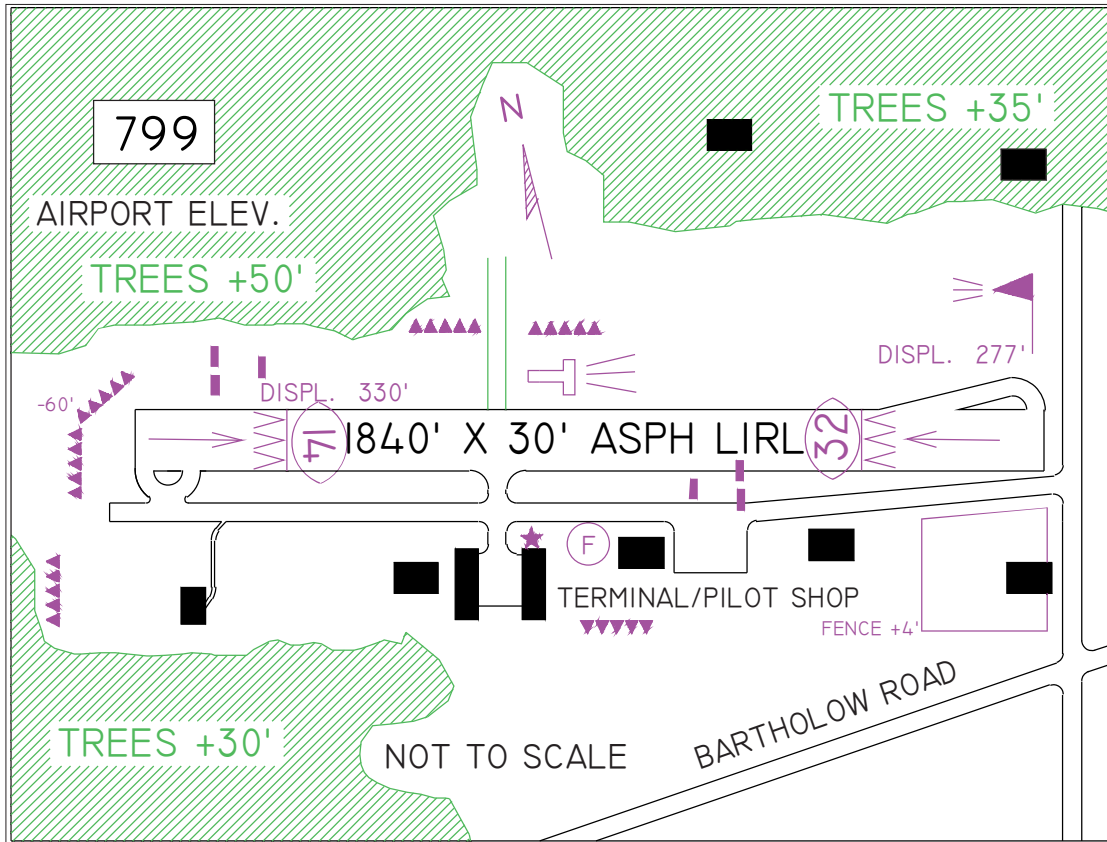 N
TREES +35'
799
AIRPORT ELEV.
TREES +50'
DISPL. 277'
DISPL. 330'
-60'
14
1840' X 30' ASPH LIRL
32
F
TERMINAL/PILOT SHOP
FENCE +4'
BARTHOLOW ROAD
TREES +30'
NOT TO SCALE